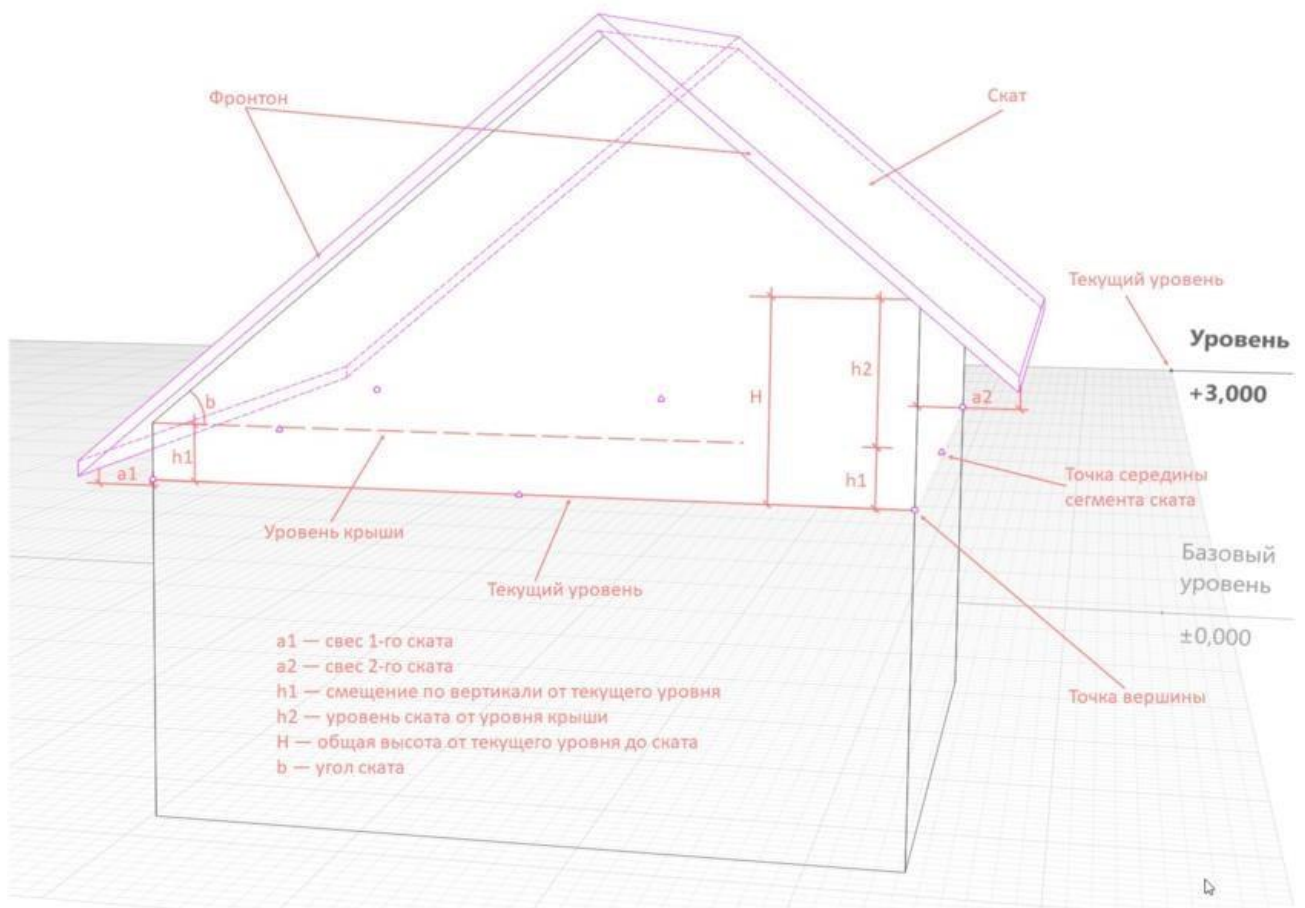 Фронтон
Скат
Текущий уровень
Уровень
+3,000
h2
H
a2
b
h1
a1
h1
Точка середины
сегмента ската
Уровень крыши
Базовый
уровень
Текущий уровень
±0,000
a1 — свес 1-го ската
a2 — свес 2-го ската
h1 — смещение по вертикали от текущего уровня
h2 — уровень ската от уровня крыши
H — общая высота от текущего уровня до ската
b — угол ската
Точка вершины